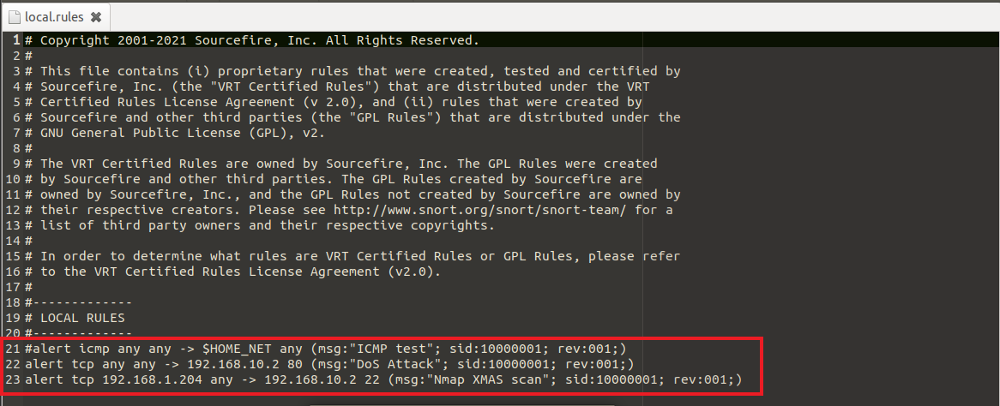 local.rules
1 # Copyright 2001-2021 Sourcefire, Inc. All Rights Reserved.
2 #
3 # This file contains (i) proprietary rules that were created, tested and certified by
4 # Sourcefire, Inc. (the "VRT Certified Rules") that are distributed under the VRT
5 # Certified Rules License Agreement (v 2.0), and (ii) rules that were created by
6 # Sourcefire and other third parties (the "GPL Rules") that are distributed under the
7 # GNU General Public License (GPL), v2.
8 #
9 # The VRT Certified Rules are owned by Sourcefire, Inc. The GPL Rules were created
10 # by Sourcefire and other third parties. The GPL Rules created by Sourcefire are
11 # owned by Sourcefire, Inc., and the GPL Rules not created by Sourcefire are owned by
12 # their respective creators. Please see http://www.snort.org/snort/snort-team/ for a
13 # list of third party owners and their respective copyrights.
14 #
15 # In order to determine what rules are VRT Certified Rules or GPL Rules, please refer
16 # to the VRT Certified Rules License Agreement (v2.0).
17 #
18 #-------------
19 # LOCAL RULES
20 #-------------
21 #alert icmp any any -> $HOME_NET any (msg:"ICMP test"; sid:10000001; rev:001;)
22 alert tcp any any -> 192.168.10.2 80 (msg:"DoS Attack"; sid:10000001; rev:001;)
23 alert tcp 192.168.1.204 any -> 192.168.10.2 22 (msg:"Nmap XMAS scan"; sid:10000001; rev:001;)